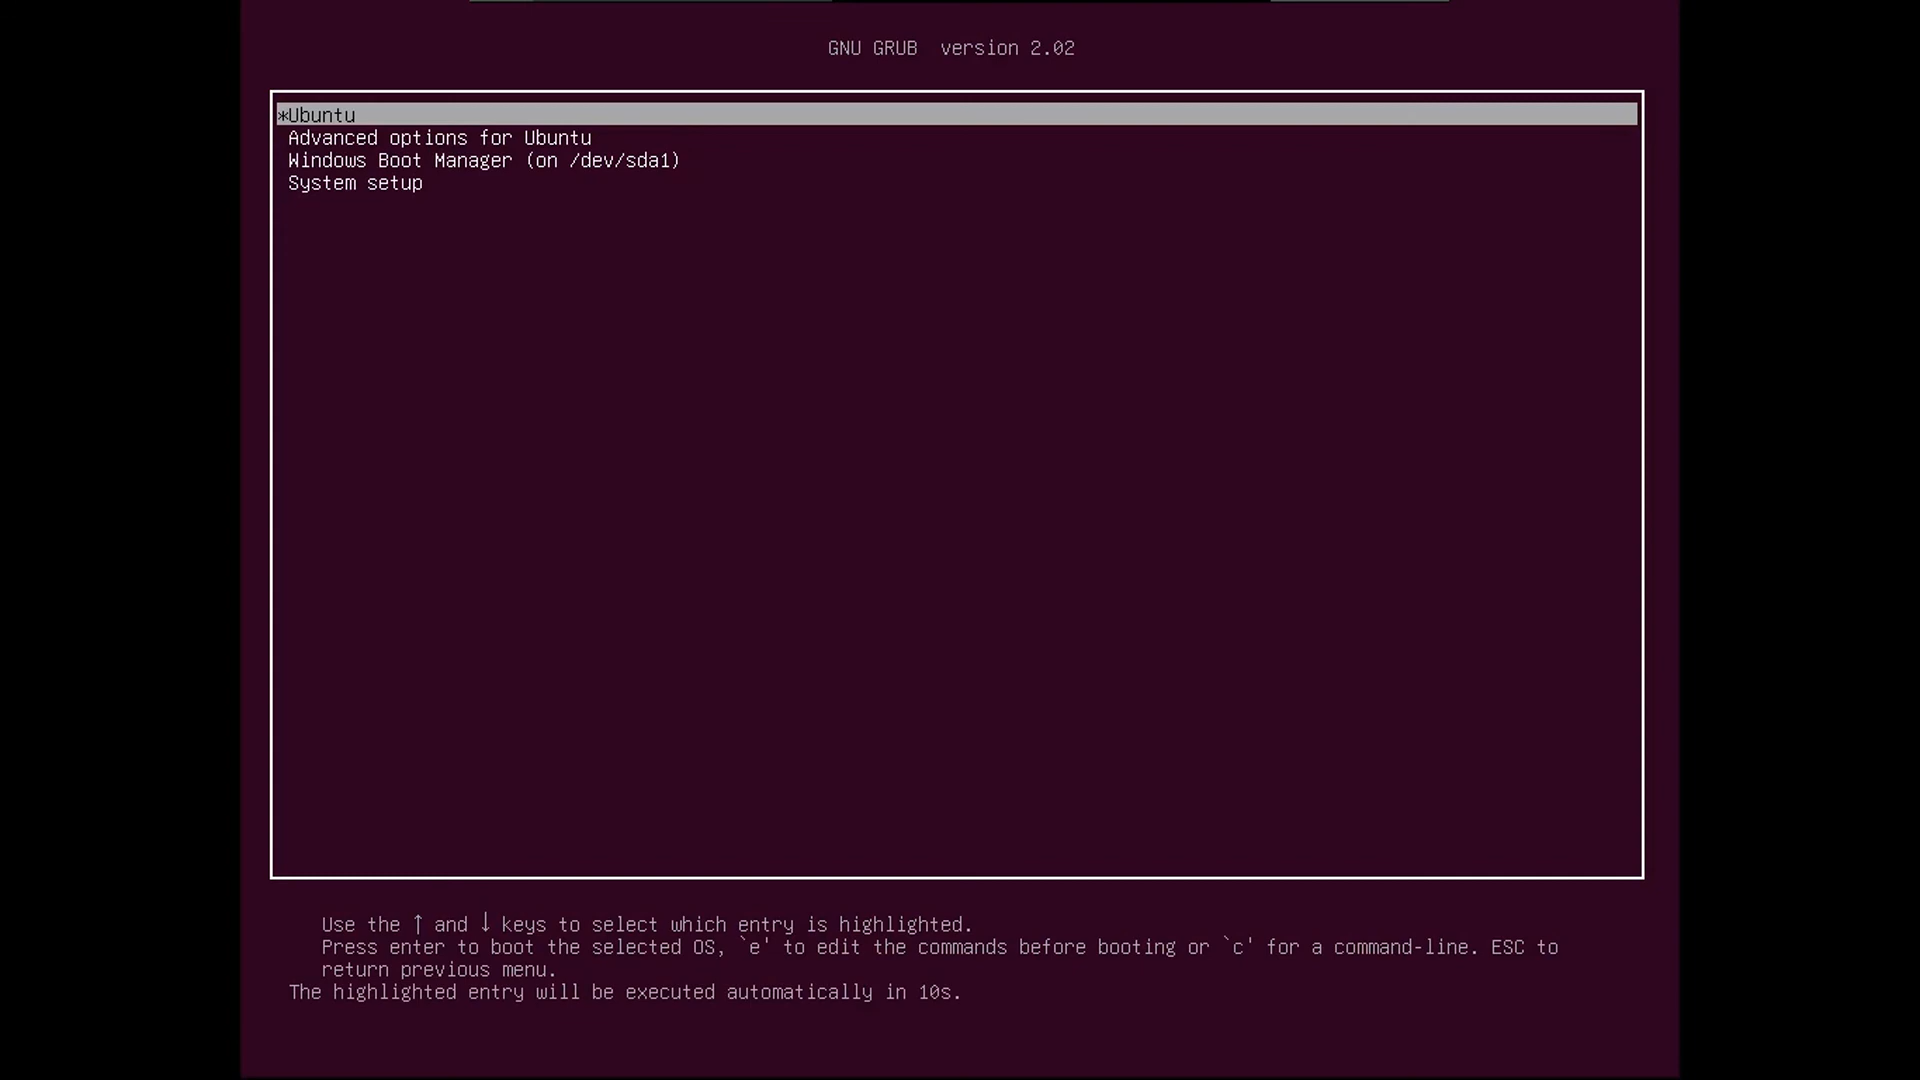 GNU GRUB  version 2.02
*Ubuntu
Advanced options for Ubuntu
Windows Boot Manager (on /dev/sda1)
System setup
Use the ↑ and ↓ keys to select which entry is highlighted.
Press enter to boot the selected OS, `e' to edit the commands before booting or `c' for a command-line. ESC to
return previous menu.
The highlighted entry will be executed automatically in 10s.